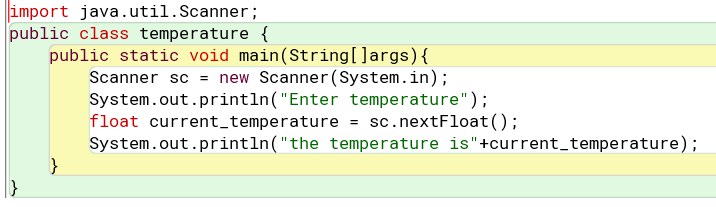 import java.util.Scanner;
public class temperature {
    public static void main(String[]args){
        Scanner sc = new Scanner(System.in);
        System.out.println("Enter temperature");
        float current_temperature = sc.nextFloat();
        System.out.println("the temperature is"+current_temperature);
    }
}